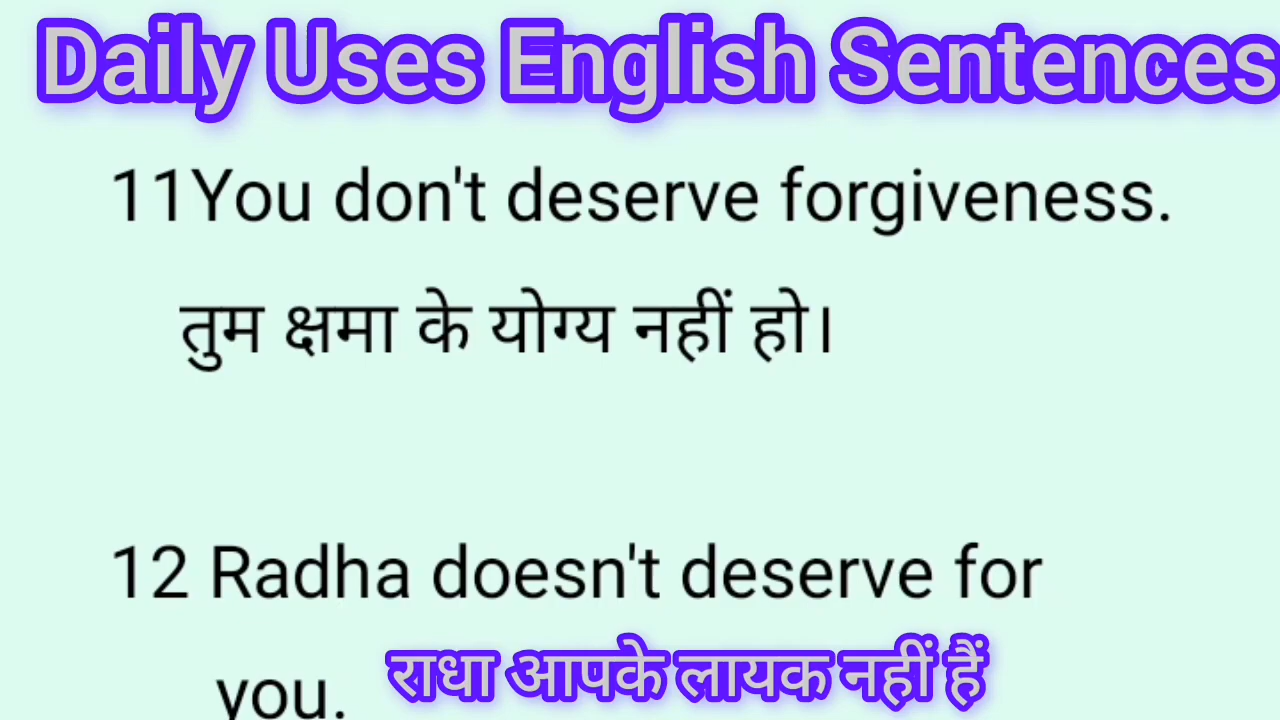 Daily Uses English Sentences
11You don't deserve forgiveness.
तुम क्षमा के योग्य नहीं हो।
12 Radha doesn't deserve for
you. राधा आपके लायक नहीं हैं